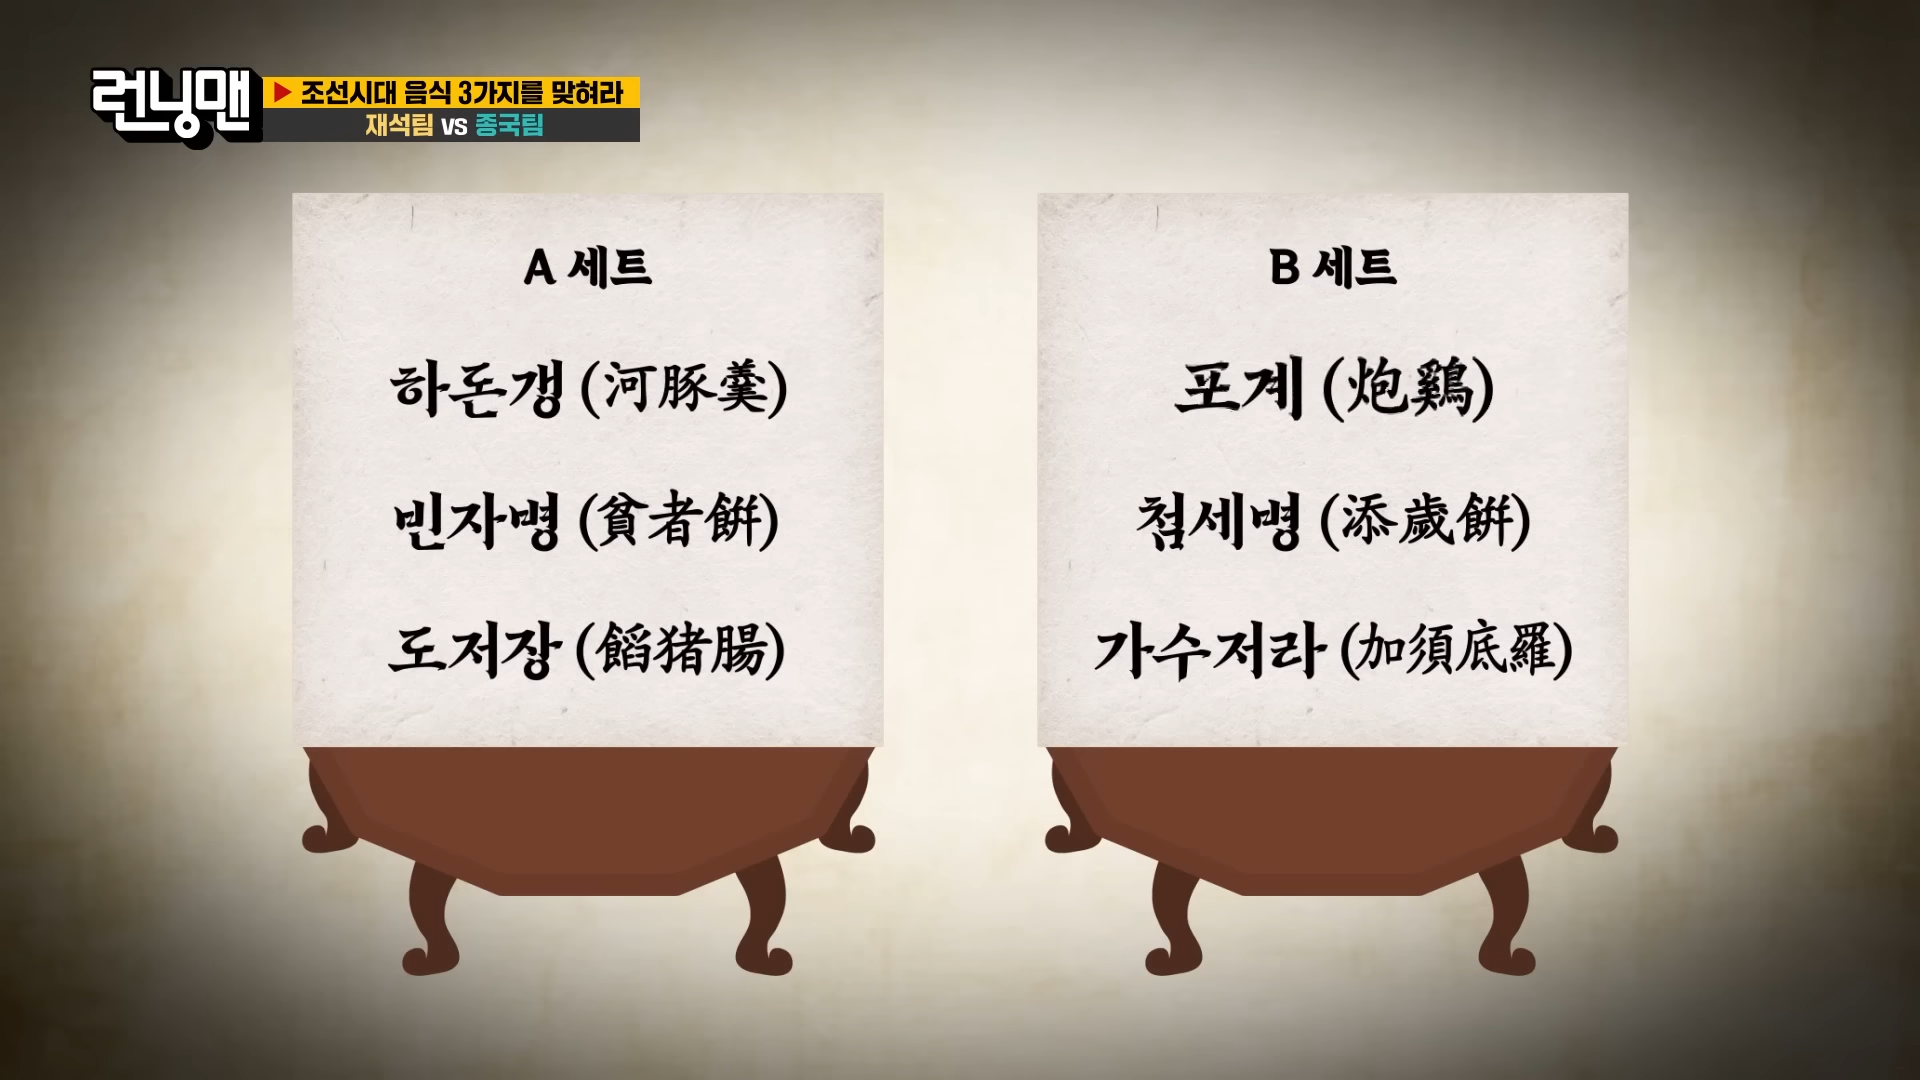 런닝맨
▶ 조선시대 음식 3가지를 맞혀라
재석팀 vs 종국팀
A 세트
하돈갱 (河豚羹)
빈자병 (貧者餠)
도저장 (饀猪腸)
B 세트
포계 (炮鷄)
첨세병 (添歲餠)
가수저라 (加須底羅)